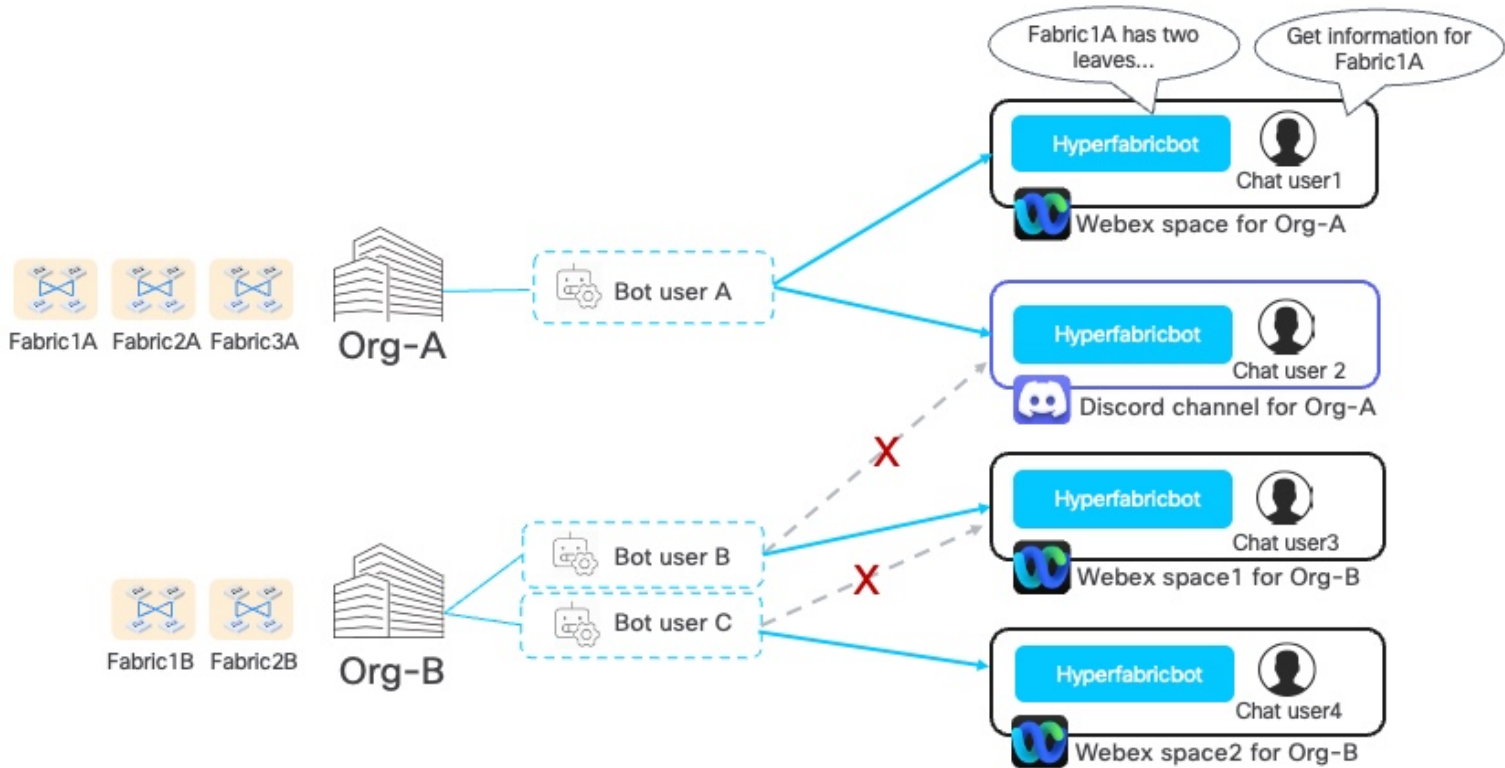 Fabric1A has two
leaves...
Get information for
Fabric1A
Hyperfabricbot
Chat user1
Webex space for Org-A
Fabric1A
Fabric2A
Fabric3A
Org-A
Bot user A
Hyperfabricbot
Chat user 2
Discord channel for Org-A
X
Hyperfabricbot
Chat user3
Webex space1 for Org-B
Bot user B
X
Bot user C
Fabric1B
Fabric2B
Org-B
Hyperfabricbot
Chat user4
Webex space2 for Org-B